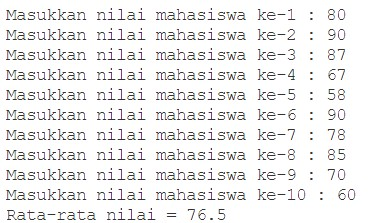 Masukkan nilai mahasiswa ke-1 : 80
Masukkan nilai mahasiswa ke-2 : 90
Masukkan nilai mahasiswa ke-3 : 87
Masukkan nilai mahasiswa ke-4 : 67
Masukkan nilai mahasiswa ke-5 : 58
Masukkan nilai mahasiswa ke-6 : 90
Masukkan nilai mahasiswa ke-7 : 78
Masukkan nilai mahasiswa ke-8 : 85
Masukkan nilai mahasiswa ke-9 : 70
Masukkan nilai mahasiswa ke-10 : 60
Rata-rata nilai = 76.5